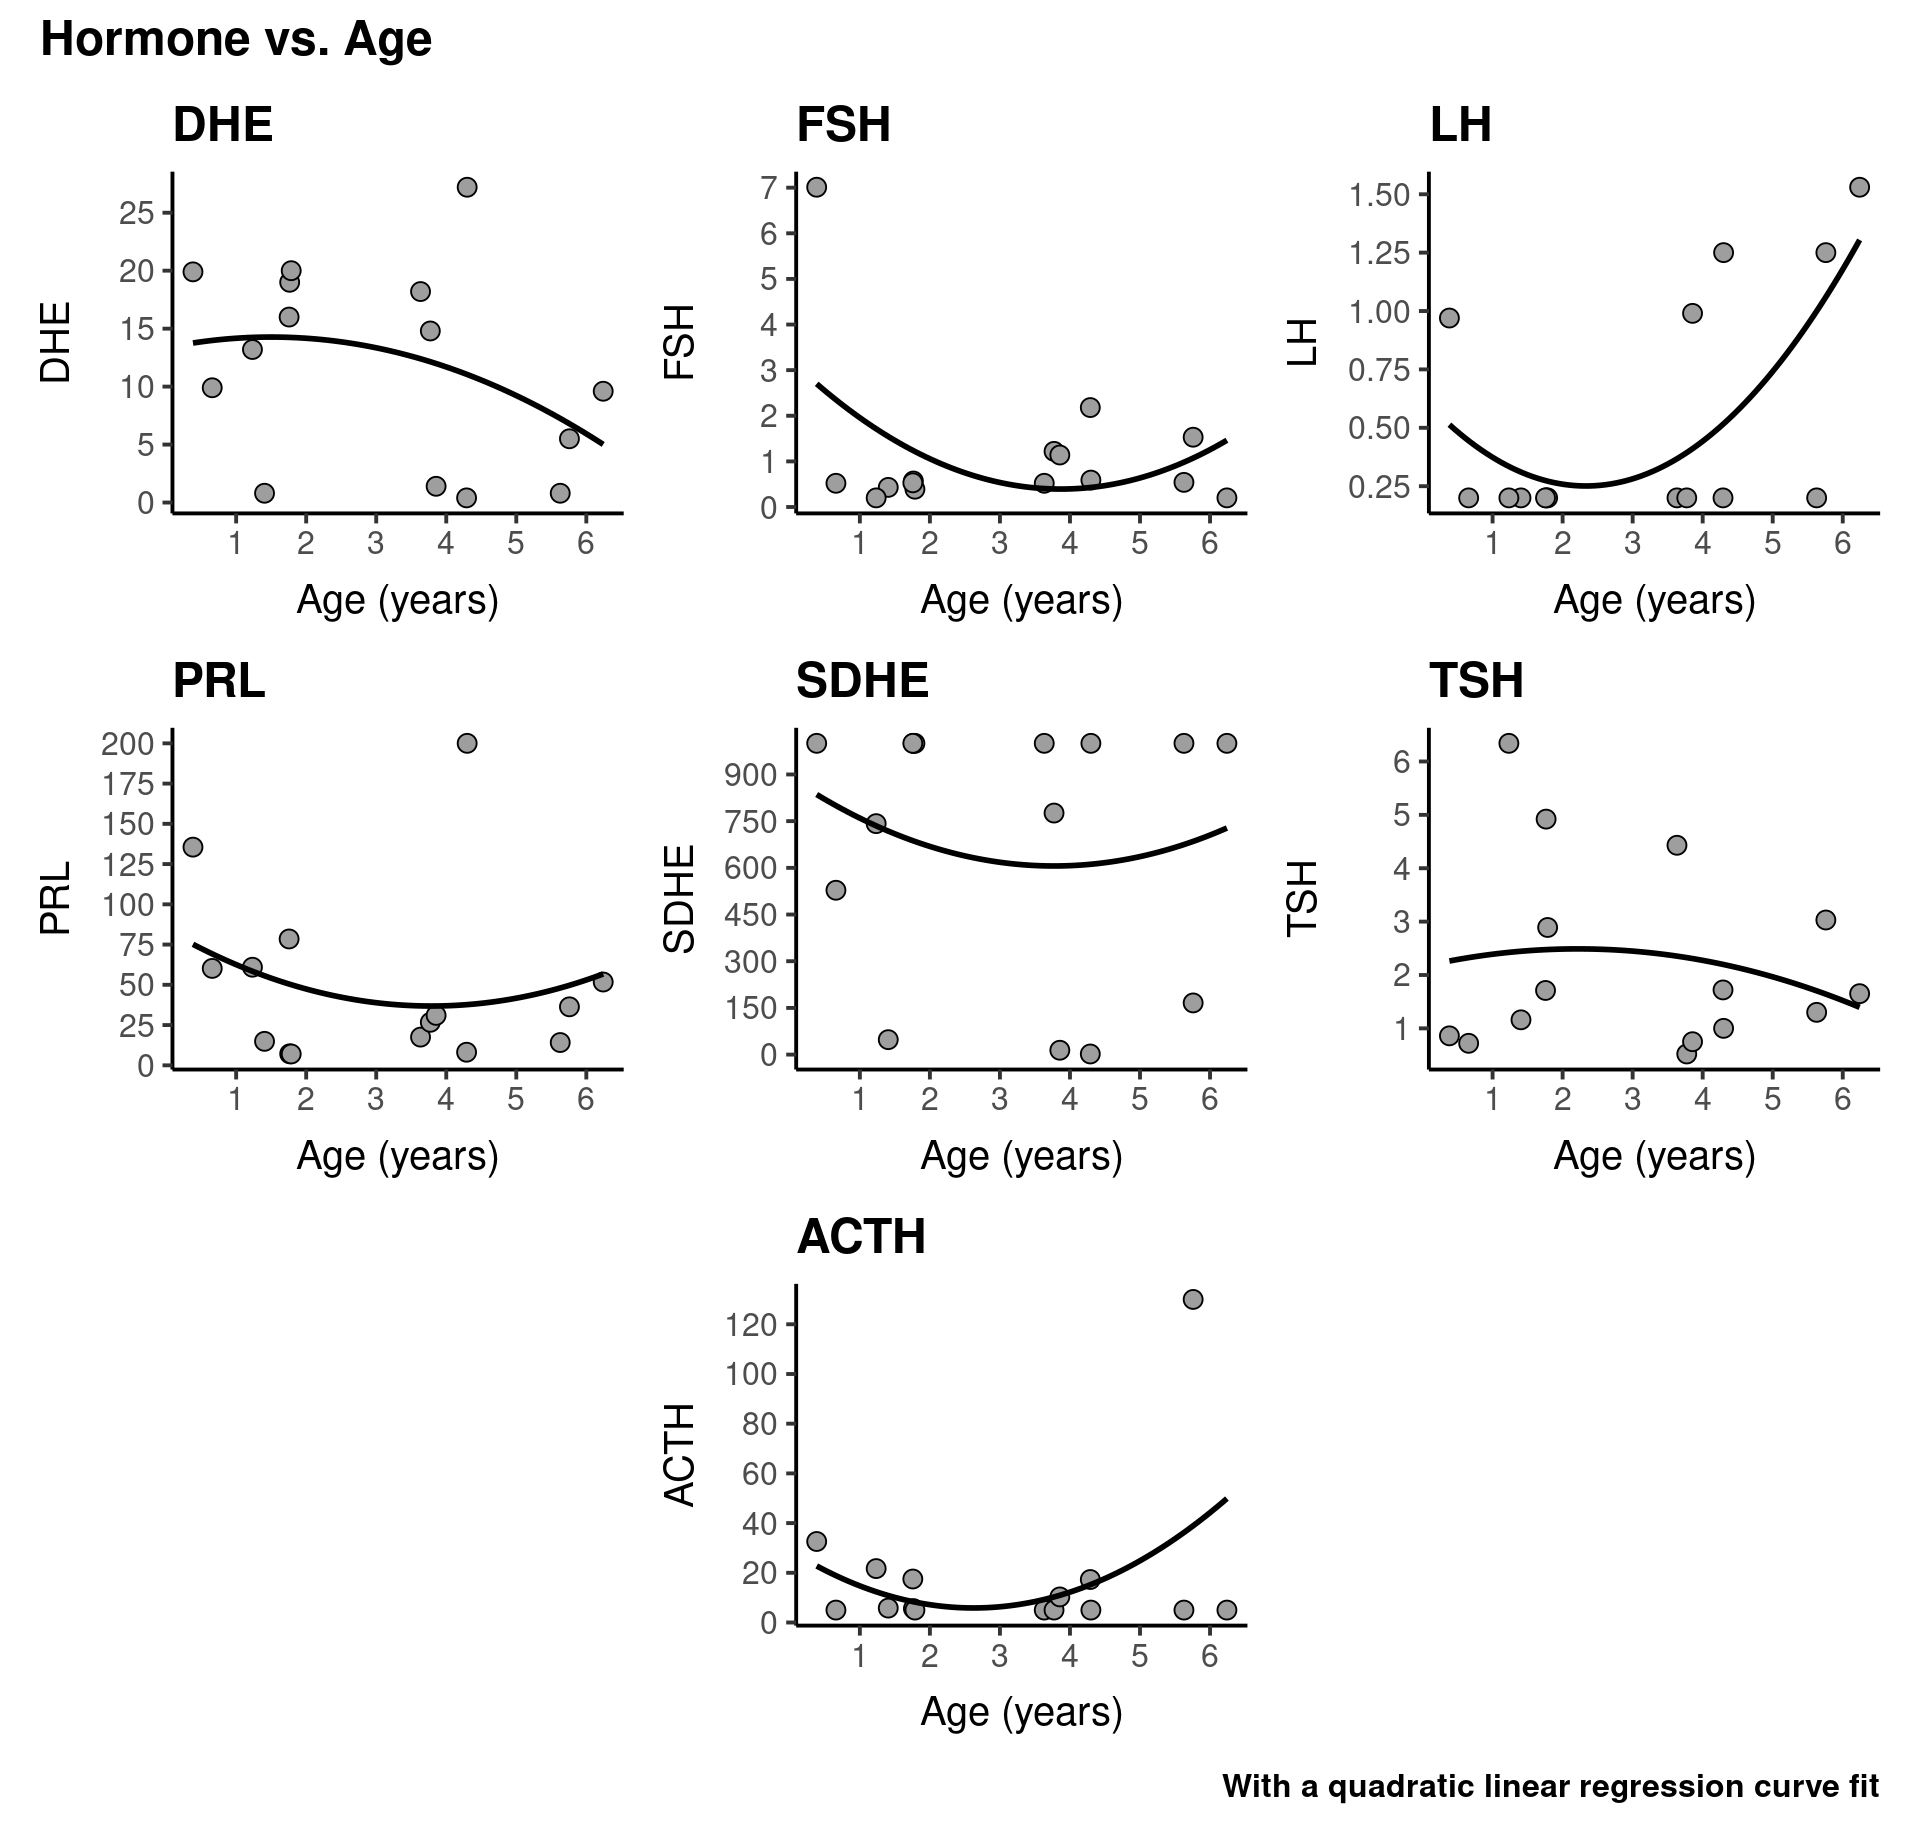 Hormone vs. Age
DHE
DHE
25
20
15
10
5
0
1 2 3 4 5 6
Age (years)
FSH
FSH
7
6
5
4
3
2
1
0
1 2 3 4 5 6
Age (years)
LH
LH
1.50
1.25
1.00
0.75
0.50
0.25
1 2 3 4 5 6
Age (years)
PRL
PRL
200
175
150
125
100
75
50
25
0
1 2 3 4 5 6
Age (years)
SDHE
SDHE
900
750
600
450
300
150
0
1 2 3 4 5 6
Age (years)
TSH
TSH
6
5
4
3
2
1
1 2 3 4 5 6
Age (years)
ACTH
ACTH
120
100
80
60
40
20
0
1 2 3 4 5 6
Age (years)
With a quadratic linear regression curve fit